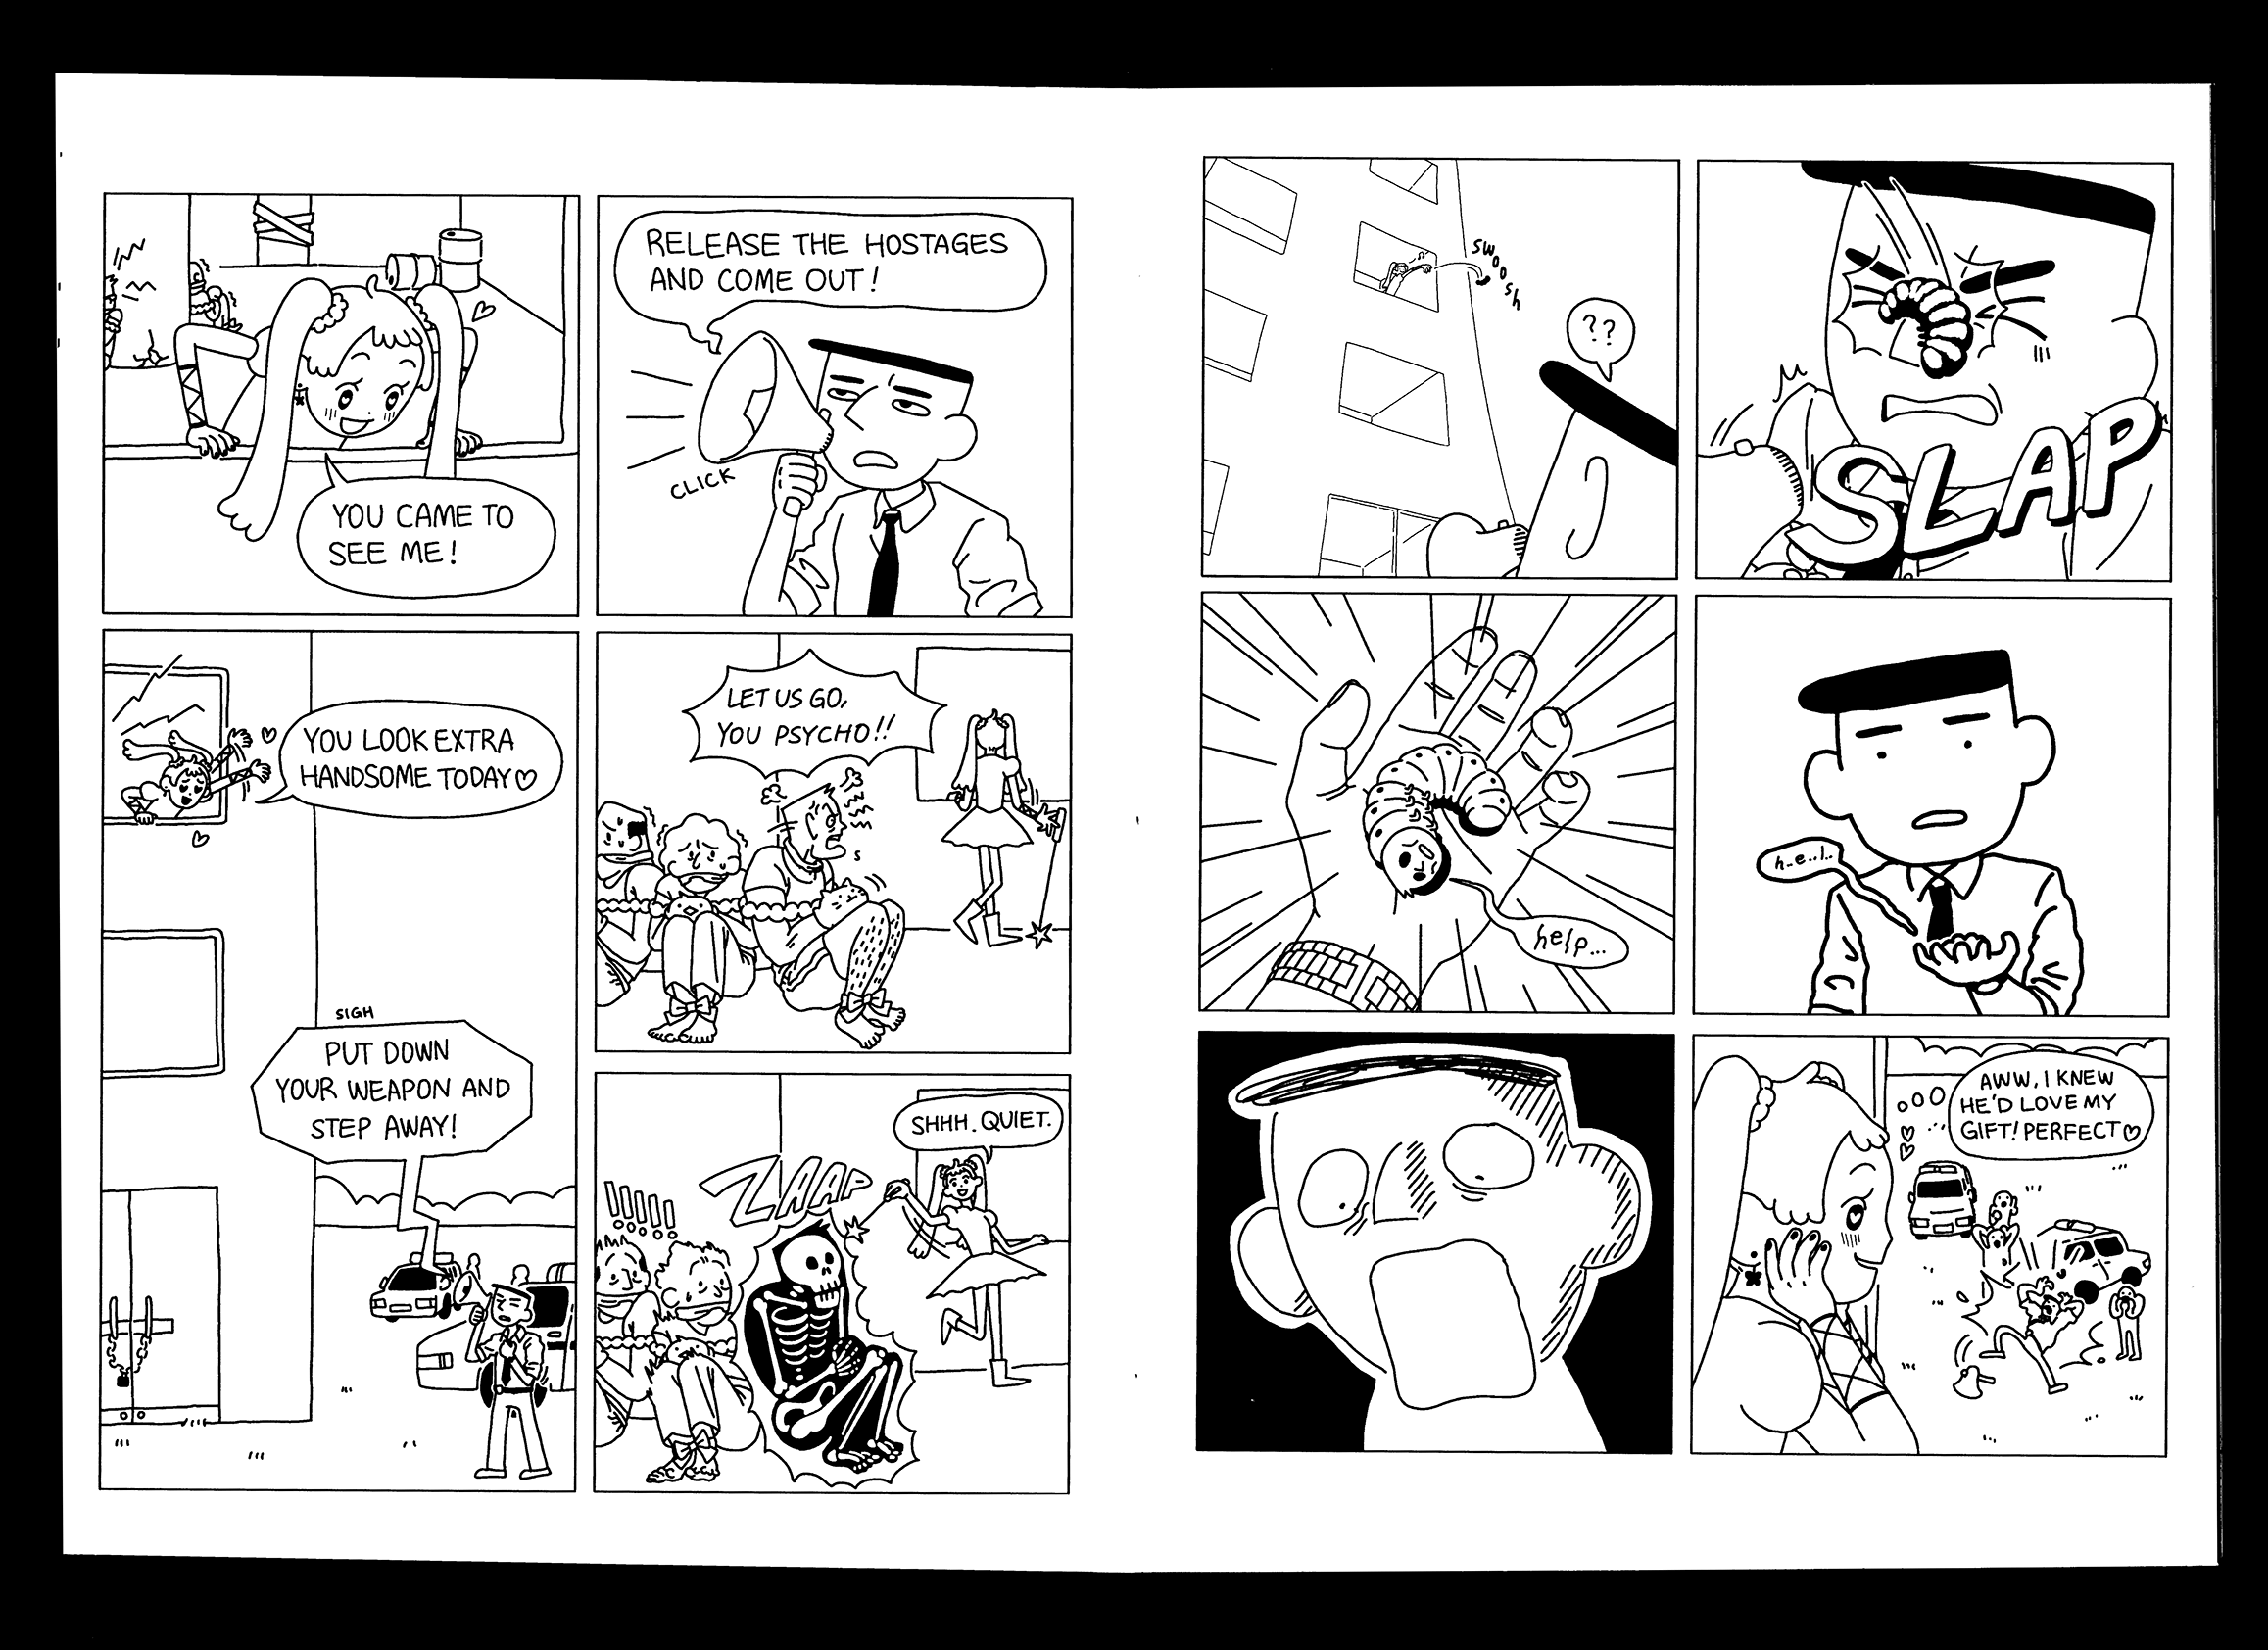 YOU CAME TO
SEE ME!
RELEASE THE HOSTAGES
AND COME OUT!
CLICK
YOU LOOK EXTRA
HANDSOME TODAY♡
SIGH
PUT DOWN
YOUR WEAPON AND
STEP AWAY!
LET US GO,
YOU PSYCHO!!
SHHH. QUIET.
ZAAP
!!!!!
swoosh
??
SLAP
help...
h..e..l..
AWW, I KNEW
HE'D LOVE MY
GIFT! PERFECT♡